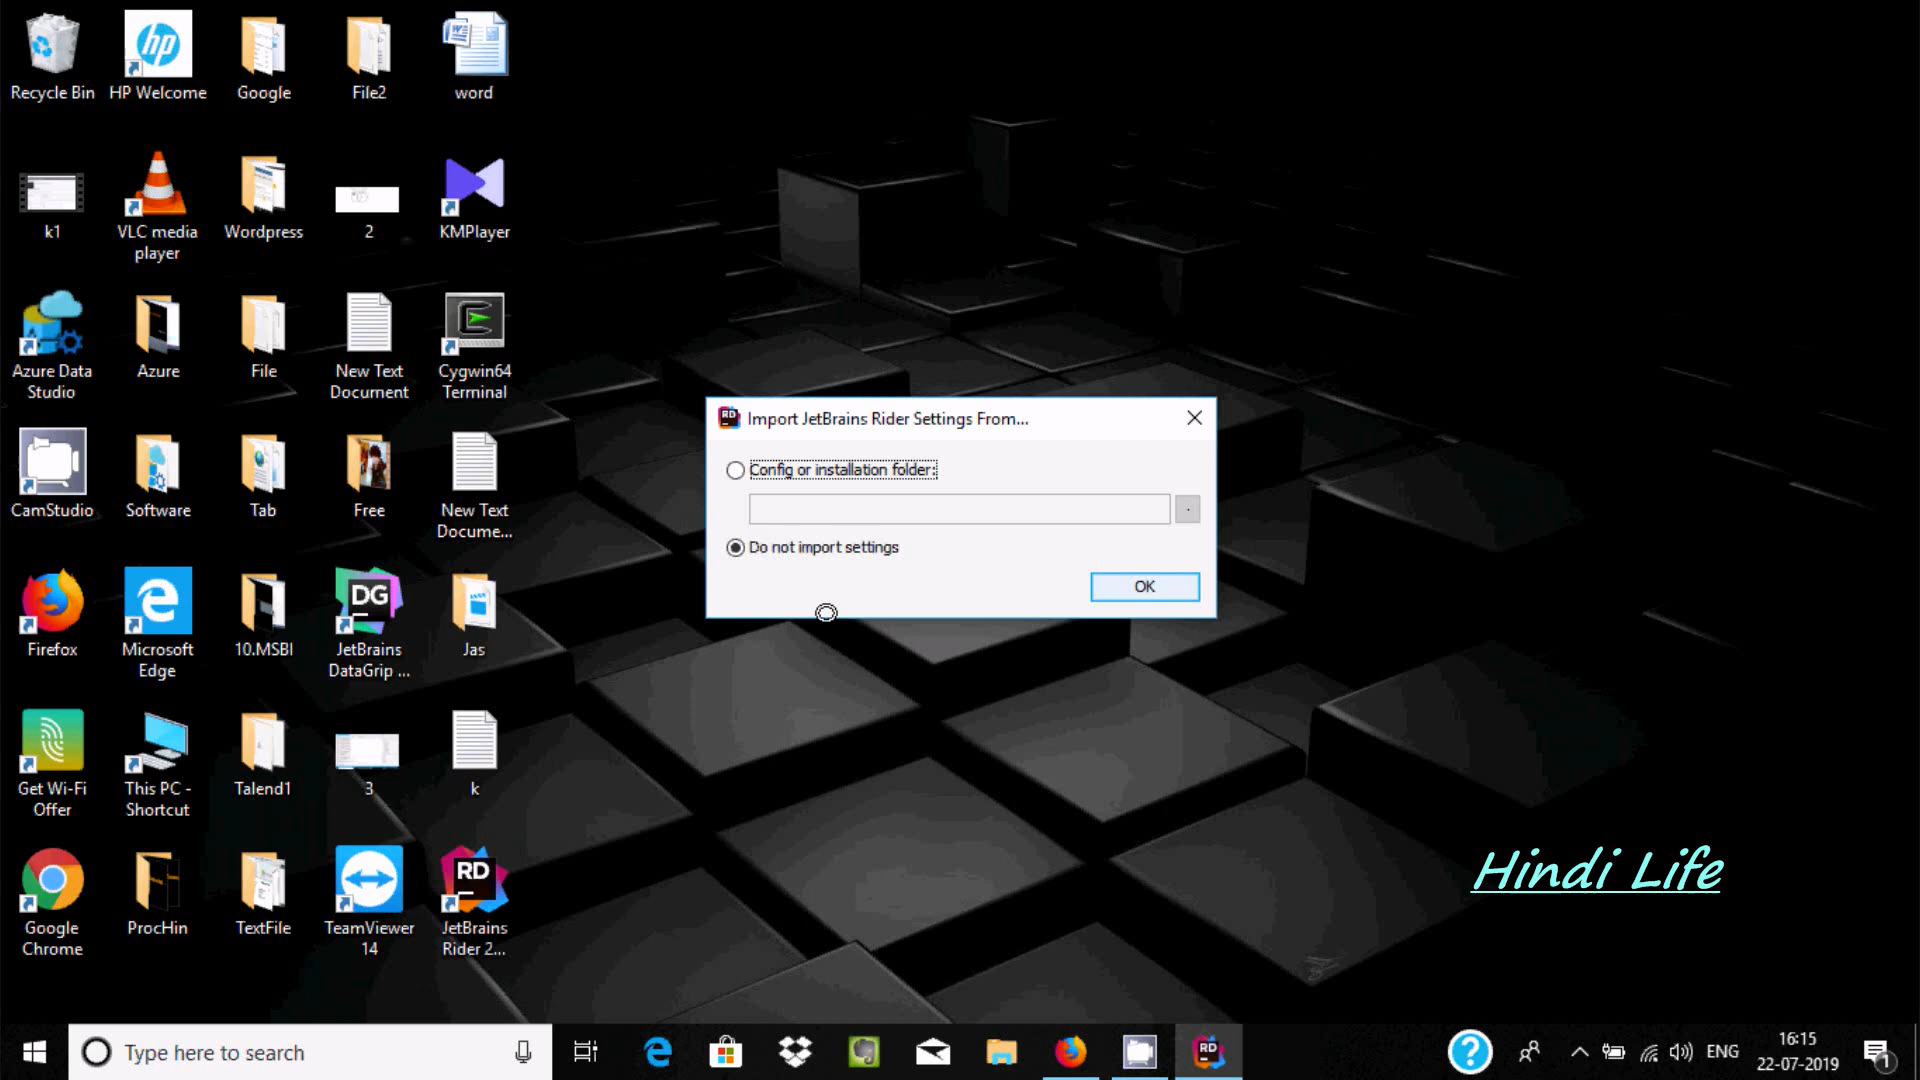 Recycle Bin
HP Welcome
Google
File2
word
k1
VLC media
player
Wordpress
2
KMPlayer
Azure Data
Studio
Azure
File
New Text
Document
Cygwin64
Terminal
CamStudio
Software
Tab
Free
New Text
Docume...
Firefox
Microsoft
Edge
10.MSBI
DG
JetBrains
DataGrip ...
Jas
Get Wi-Fi
Offer
This PC -
Shortcut
Talend1
3
k
Google
Chrome
ProcHin
TextFile
TeamViewer
14
RD
JetBrains
Rider 2...
Import JetBrains Rider Settings From...
Config or installation folder:
Do not import settings
OK
Hindi Life
Type here to search
ENG
16:15
22-07-2019
1